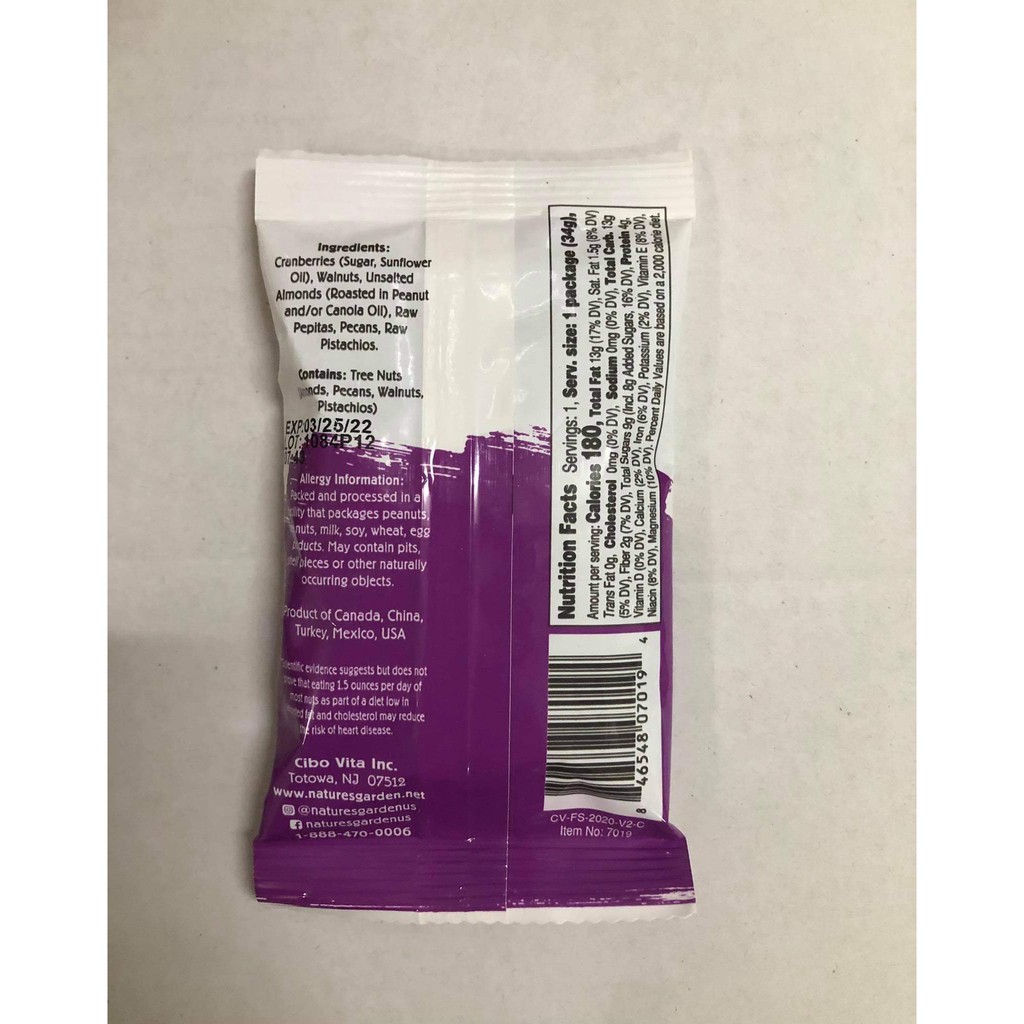 Ingredients:
Cranberries (Sugar, Sunflower
Oil), Walnuts, Unsalted
Almonds (Roasted in Peanut
and/or Canola Oil), Raw
Pepitas, Pecans, Raw
Pistachios.
Contains: Tree Nuts
Pecans, Walnuts,
Pistachios)
EXP:03/25/22
LOT:1084P12
Allergy Information:
Packed and processed in a
that packages peanuts,
nuts, milk, soy, wheat, egg
products. May contain pits,
pieces or other naturally
occurring objects.
Product of Canada, China,
Turkey, Mexico, USA
Scientific evidence suggests but does not
prove that eating 1.5 ounces per day of
most nuts as part of a diet low in
fat and cholesterol may reduce
the risk of heart disease.
Cibo Vita Inc.
Totowa, NJ 07512
www.naturesgarden.net
@naturesgardenus
naturesgardenus
1-888-470-0006
Nutrition Facts Servings: 1, Serv. size: 1 package (34g),
Amount per serving: Calories 180, Total Fat 13g (17% DV), Sat. Fat 1.5g (8% DV)
Trans Fat 0g, Cholesterol 0mg (0% DV), Sodium 0mg (0% DV), Total Carb. 13g
(5% DV), Fiber 2g (7% DV), Total Sugars 9g (Incl. 8g Added Sugars, 16% DV), Protein 4g,
Vitamin D (0% DV), Calcium (2% DV), Iron (6% DV), Potassium (2% DV), Vitamin E (8% DV),
Niacin (8% DV), Magnesium (10% DV). Percent Daily Values are based on a 2,000 calorie diet.
8 46548 07019 4
CV-FS-2020-V2-C
Item No: 7019